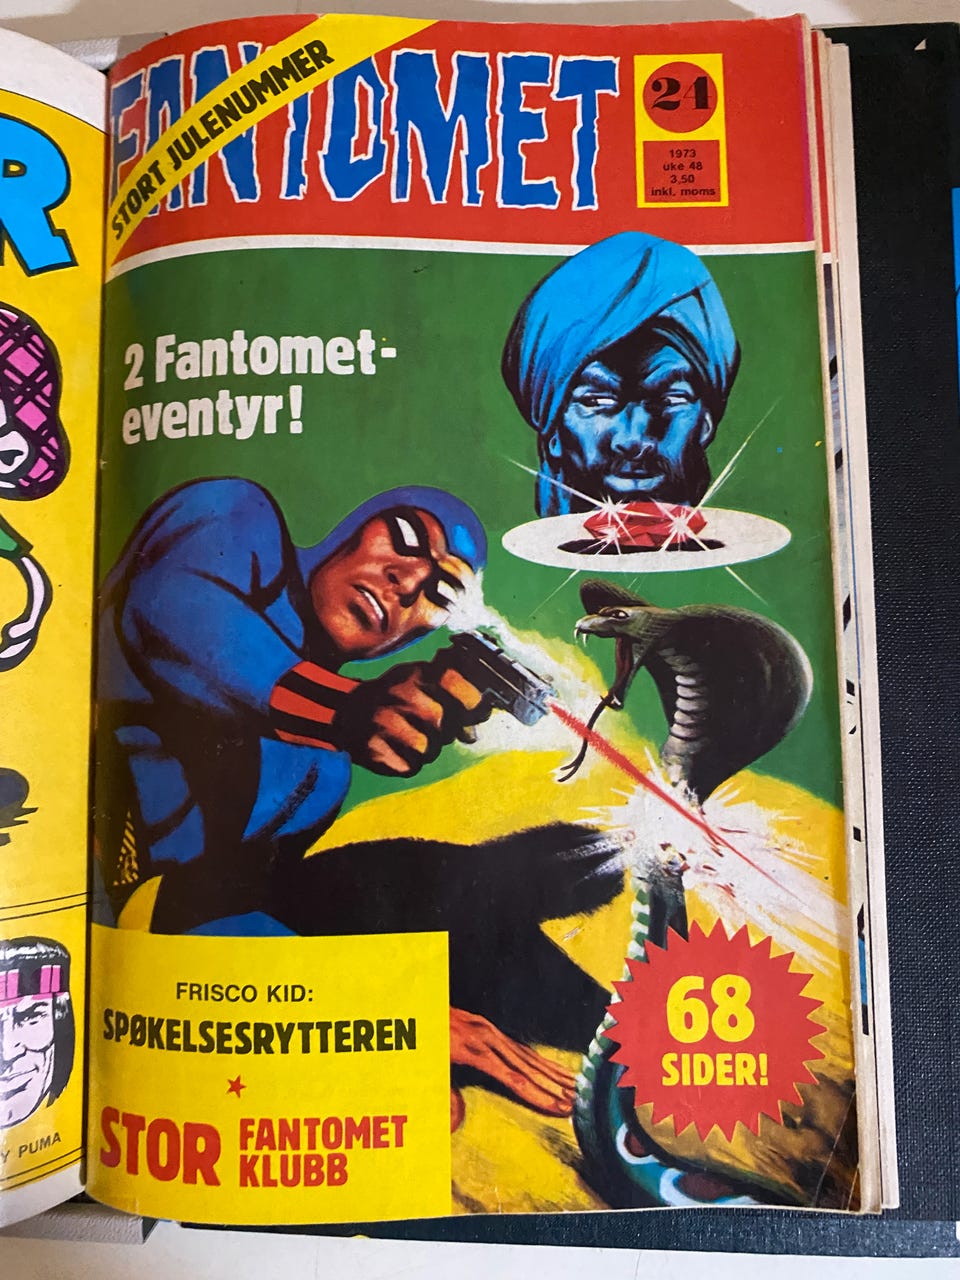 STORT JULENUMMER
FANTOMET
24
1973
uke 48
3,50
inkl. moms
2 Fantomet-
eventyr!
FRISCO KID:
SPØKELSESRYTTEREN
STOR FANTOMET
KLUBB
68
SIDER!
R
Y PUMA